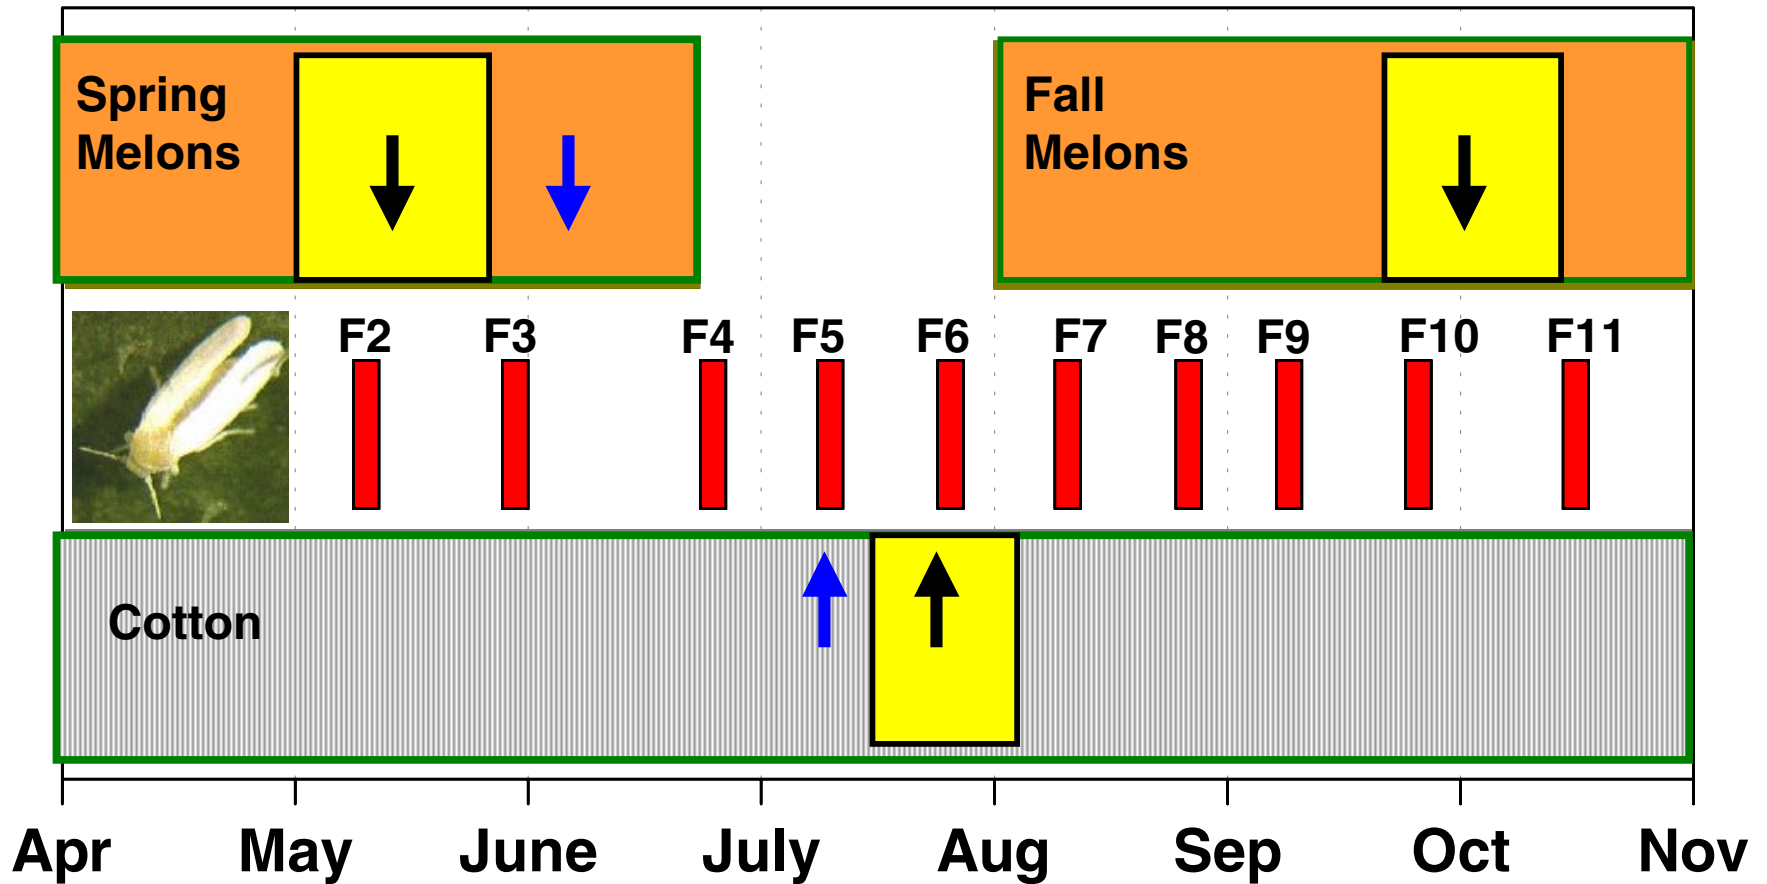 Spring
Melons
Fall
Melons
F2 F3 F4 F5 F6 F7 F8 F9 F10 F11
Cotton
Apr May June July Aug Sep Oct Nov